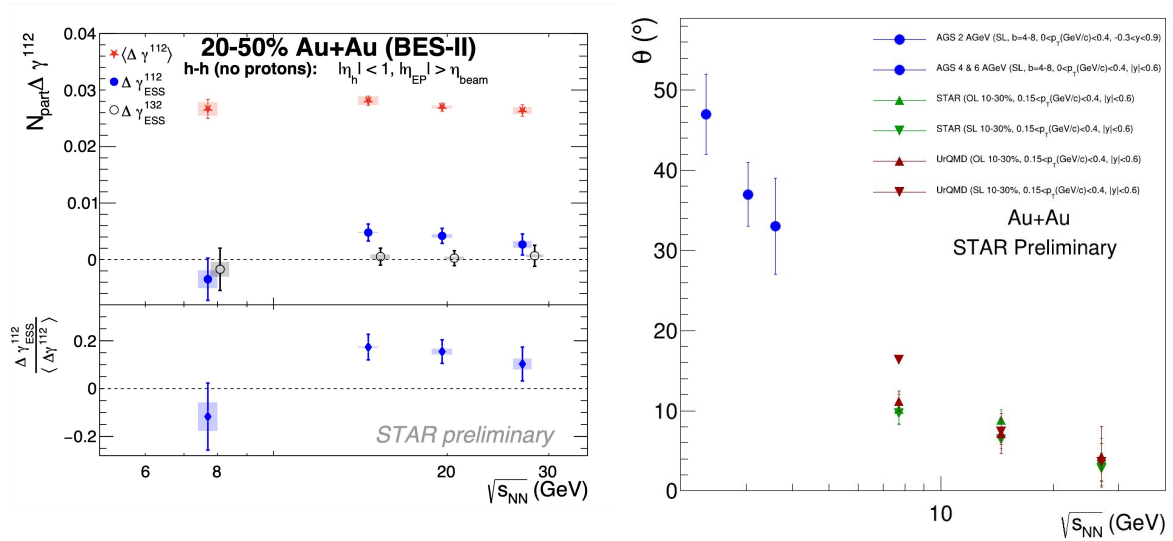 20-50% Au+Au (BES-II)
h-h (no protons): |η_h| < 1, |η_EP| > η_beam
⟨Δ γ^112⟩
Δ γ^112_ESS
Δ γ^132_ESS
N_part Δ γ^112
0.04
0.03
0.02
0.01
0
Δ γ^112_ESS / ⟨Δγ^112⟩
0.2
0
−0.2
STAR preliminary
6 8 20 30
√s_NN (GeV)
θ (°)
50
40
30
20
10
0
AGS 2 AGeV (SL, b=4-8, 0<p_T(GeV/c)<0.4, -0.3<y<0.9)
AGS 4 & 6 AGeV (SL, b=4-8, 0<p_T(GeV/c)<0.4, |y|<0.6)
STAR (OL 10-30%, 0.15<p_T(GeV/c)<0.4, |y|<0.6)
STAR (SL 10-30%, 0.15<p_T(GeV/c)<0.4, |y|<0.6)
UrQMD (OL 10-30%, 0.15<p_T(GeV/c)<0.4, |y|<0.6)
UrQMD (SL 10-30%, 0.15<p_T(GeV/c)<0.4, |y|<0.6)
Au+Au
STAR Preliminary
10
√s_NN (GeV)